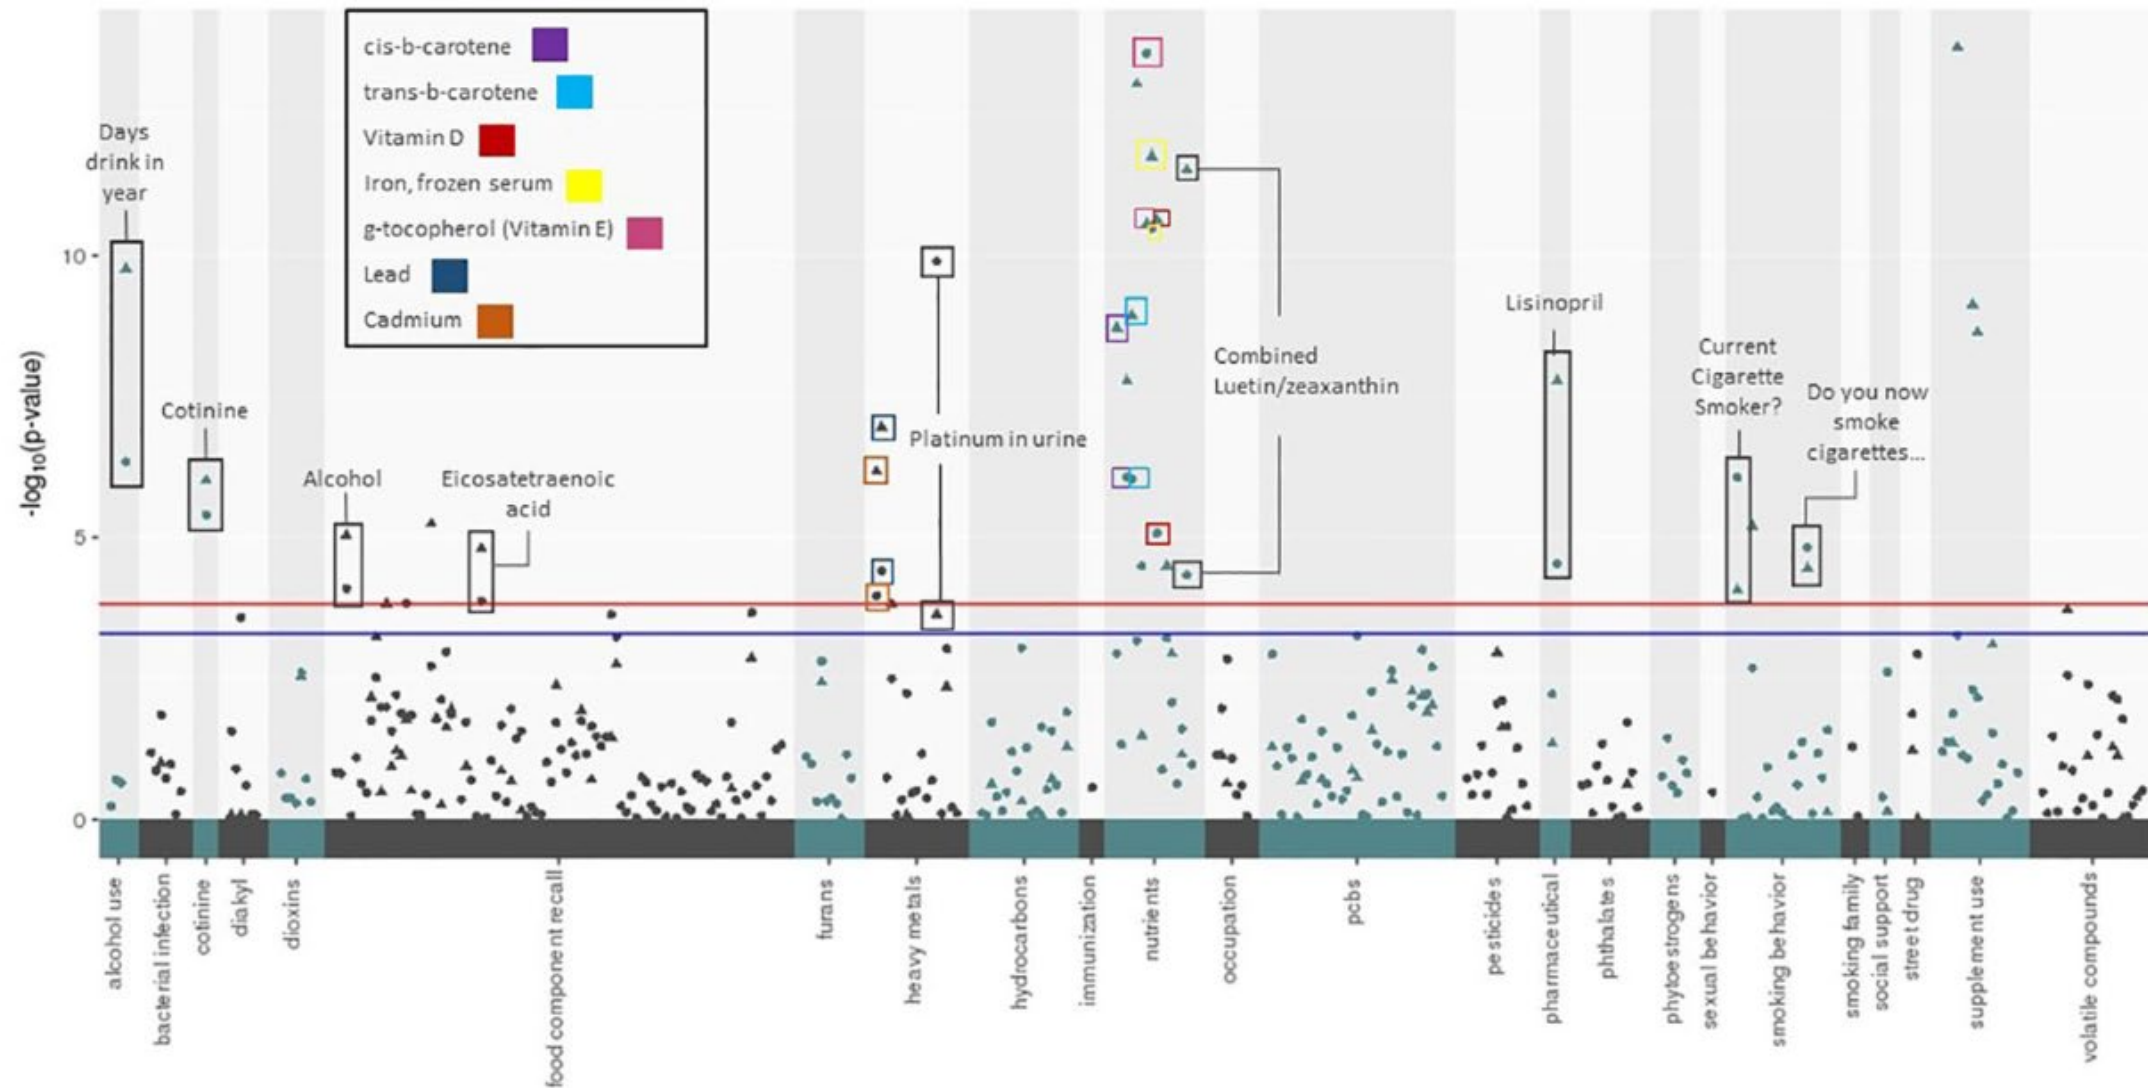 cis-b-carotene
trans-b-carotene
Vitamin D
Iron, frozen serum
g-tocopherol (Vitamin E)
Lead
Cadmium
Days
drink in
year
Cotinine
Alcohol
Eicosatetraenoic
acid
Platinum in urine
Combined
Luetin/zeaxanthin
Lisinopril
Current
Cigarette
Smoker?
Do you now
smoke
cigarettes...
-log10(p-value)
10
5
0
alcohol use
bacterial infection
cotinine
diakyl
dioxins
food component recall
furans
heavy metals
hydrocarbons
immunization
nutrients
occupation
pcbs
pesticides
pharmaceutical
phthalates
phytoestrogens
sexual behavior
smoking behavior
smoking family
social support
street drug
supplement use
volatile compounds